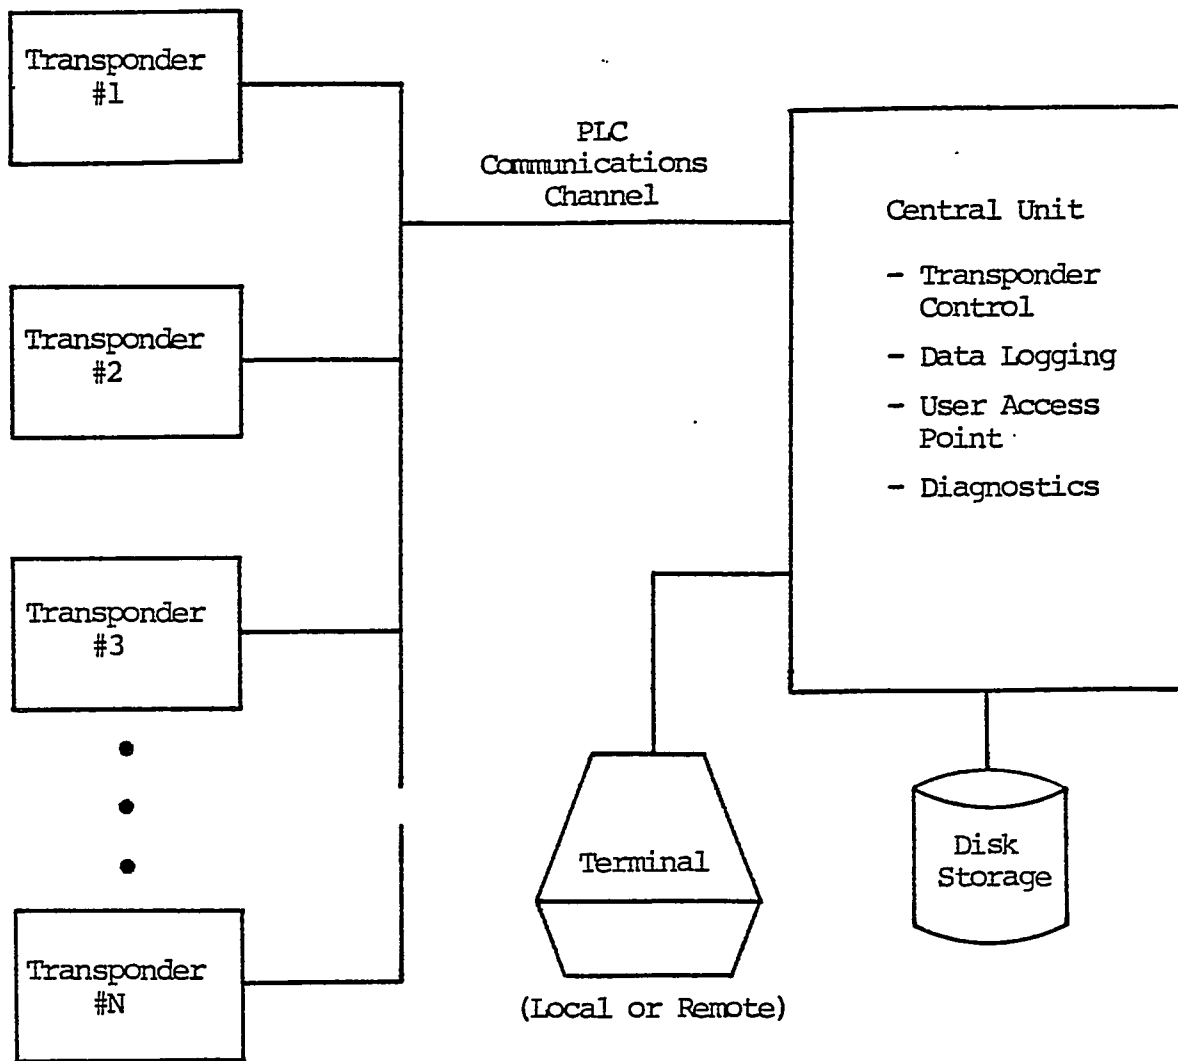 Transponder
#1
Transponder
#2
Transponder
#3
Transponder
#N
PLC
Communications
Channel
Central Unit
- Transponder
Control
- Data Logging
- User Access
Point
- Diagnostics
Terminal
(Local or Remote)
Disk
Storage